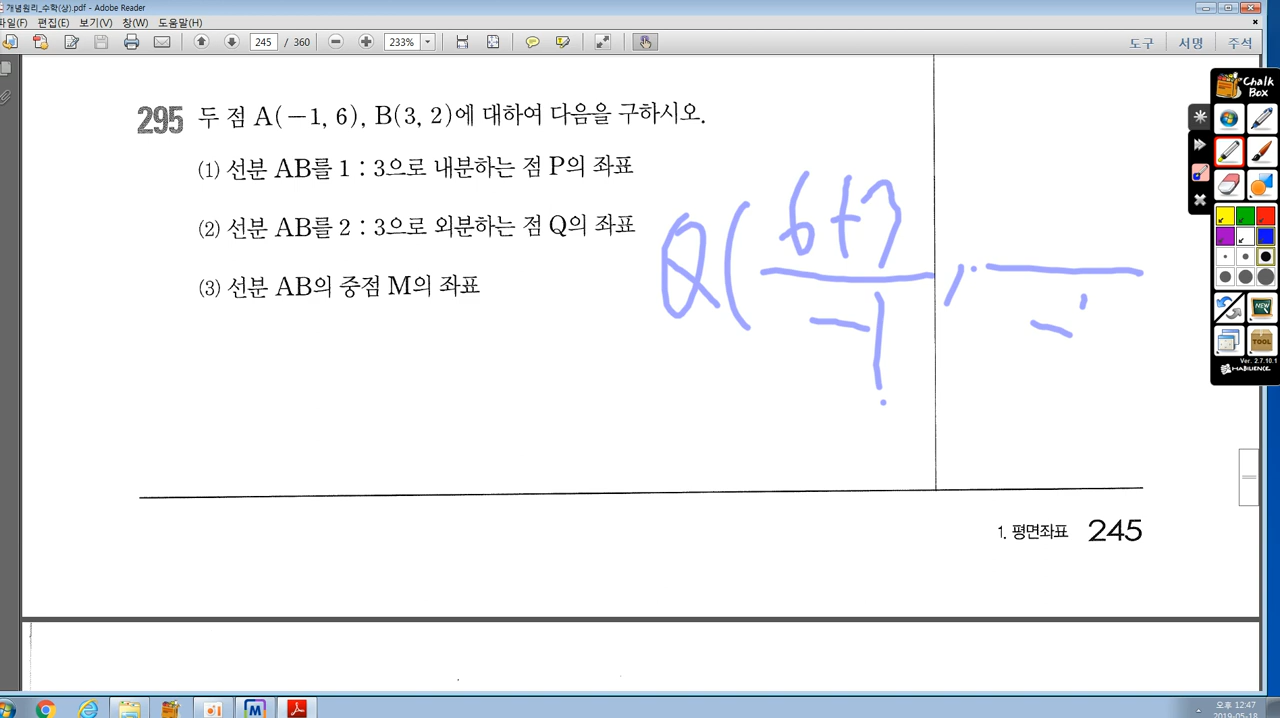 개념원리_수학(상).pdf - Adobe Reader
파일(F) 편집(E) 보기(V) 창(W) 도움말(H)
245 / 360 233% 도구 서명 주석
295 두 점 A(−1, 6), B(3, 2)에 대하여 다음을 구하시오.
(1) 선분 AB를 1 : 3으로 내분하는 점 P의 좌표
(2) 선분 AB를 2 : 3으로 외분하는 점 Q의 좌표
(3) 선분 AB의 중점 M의 좌표
Q(
6+3
−1
,
1. 평면좌표 245
Chalk
Box
NEW
TOOL
Ver. 2.7.10.1
HABILIENCE
오후 12:47
2019-05-18